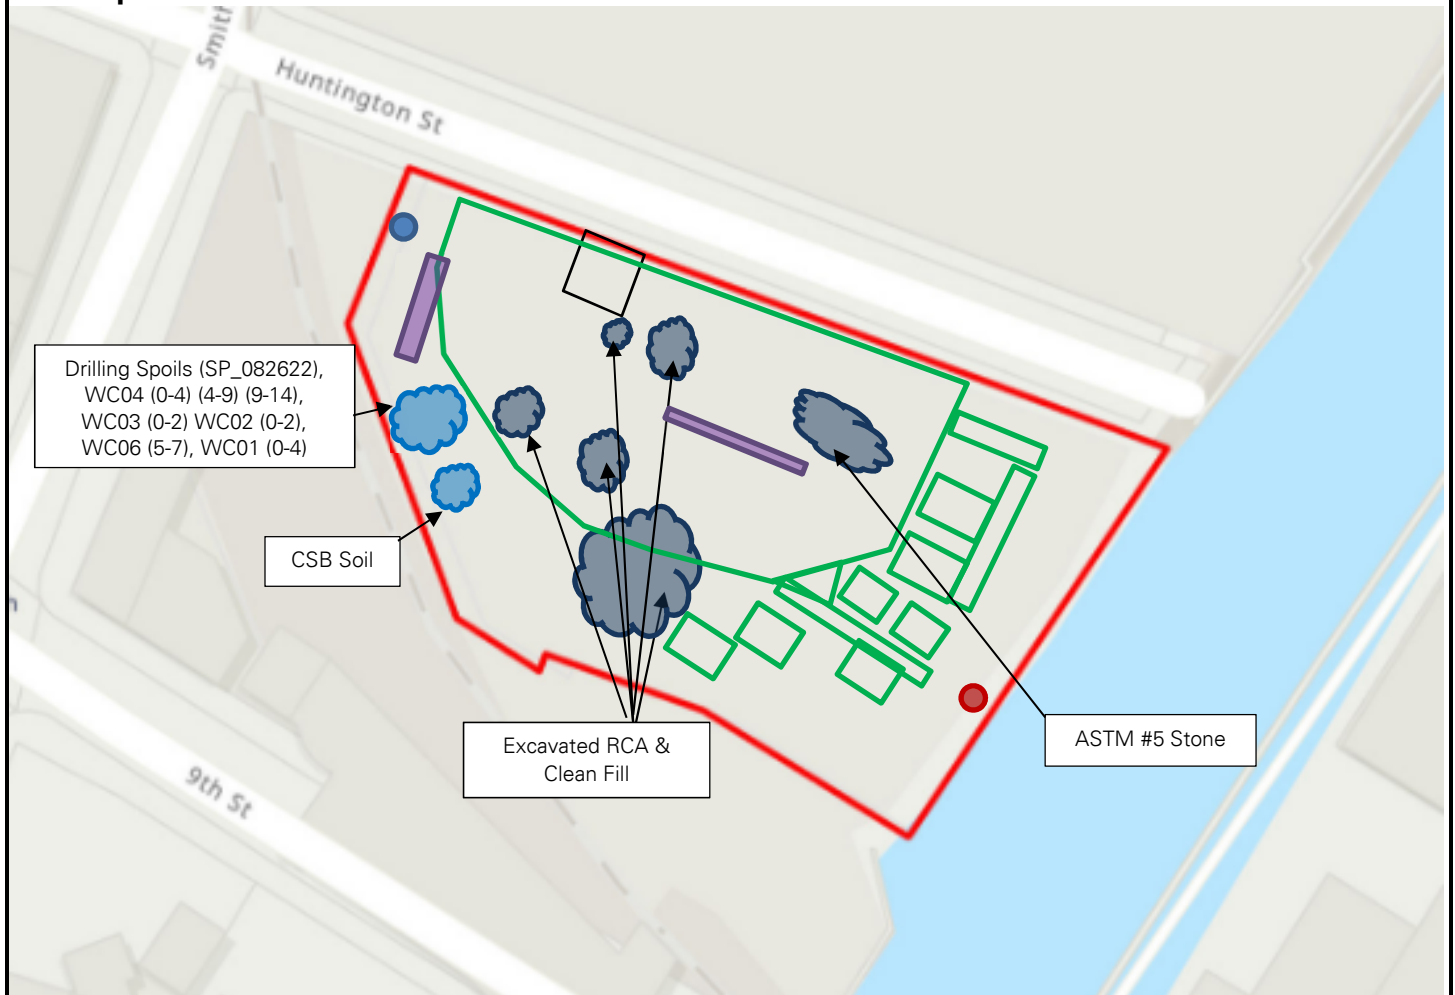 Smith
Huntington St
Drilling Spoils (SP_082622),
WC04 (0-4) (4-9) (9-14),
WC03 (0-2) WC02 (0-2),
WC06 (5-7), WC01 (0-4)
CSB Soil
Excavated RCA &
Clean Fill
ASTM #5 Stone
9th St